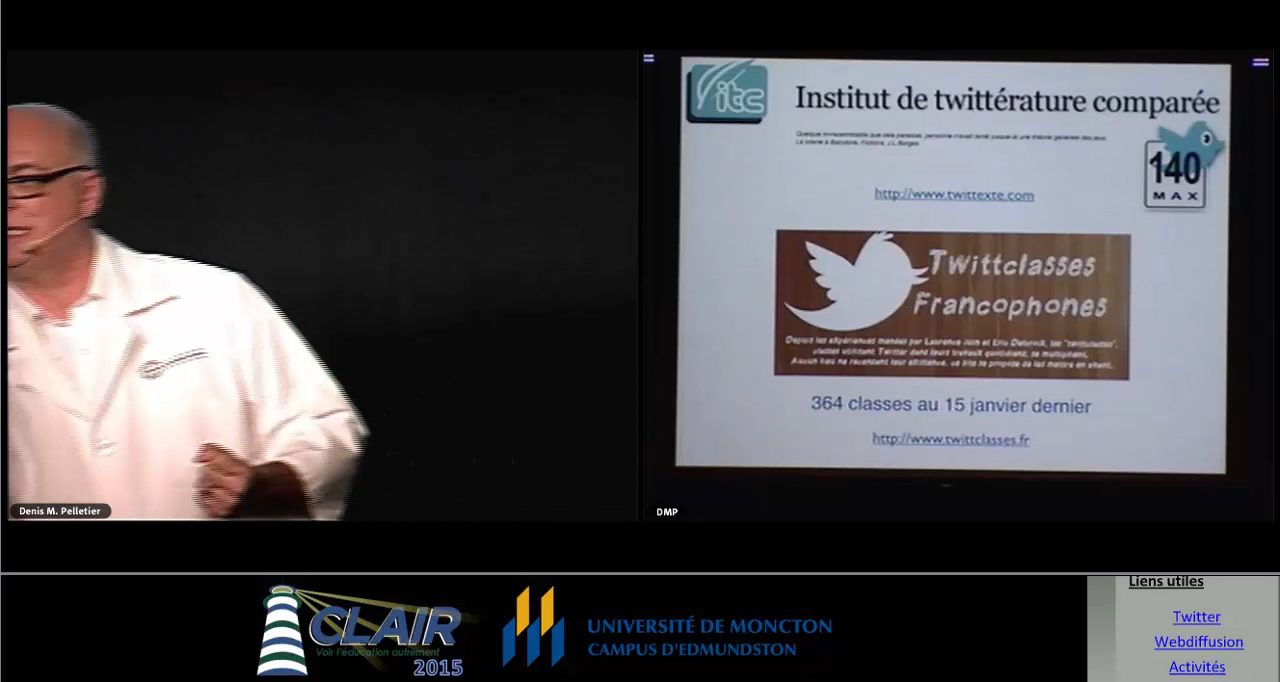 Denis M. Pelletier
itc
Institut de twittérature comparée
140
MAX
http://www.twittexte.com
Twittclasses
Francophones
364 classes au 15 janvier dernier
http://www.twittclasses.fr
DMP
CLAIR
Voir l'éducation autrement
2015
UNIVERSITÉ DE MONCTON
CAMPUS D'EDMUNDSTON
Liens utiles
Twitter
Webdiffusion
Activités